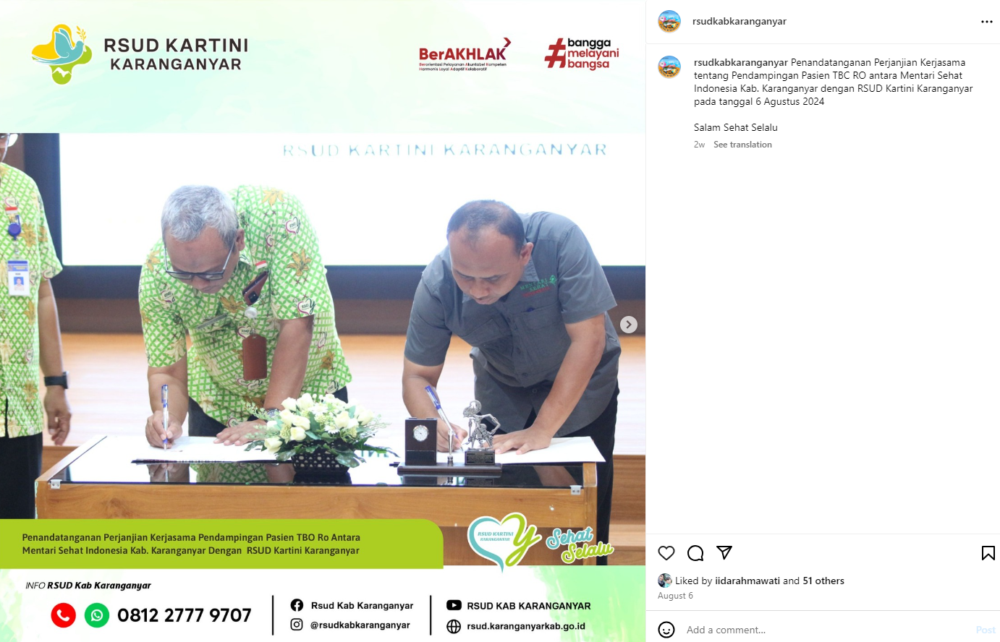 RSUD KARTINI
KARANGANYAR
BerAKHLAK
Berorientasi Pelayanan Akuntabel Kompeten
Harmonis Loyal Adaptif Kolaboratif
#bangga
melayani
bangsa
RSUD KARTINI KARANGANYAR
MENTARI
SEHAT
Penandatanganan Perjanjian Kerjasama Pendampingan Pasien TBO Ro Antara
Mentari Sehat Indonesia Kab. Karanganyar Dengan RSUD Kartini Karanganyar
RSUD KARTINI
KARANGANYAR
Sehat
Selalu
INFO RSUD Kab Karanganyar
0812 2777 9707
Rsud Kab Karanganyar
@rsudkabkaranganyar
RSUD KAB KARANGANYAR
rsud.karanganyarkab.go.id
rsudkabkaranganyar
rsudkabkaranganyar Penandatanganan Perjanjian Kerjasama
tentang Pendampingan Pasien TBC RO antara Mentari Sehat
Indonesia Kab. Karanganyar dengan RSUD Kartini Karanganyar
pada tanggal 6 Agustus 2024
Salam Sehat Selalu
2w See translation
Liked by iidarahmawati and 51 others
August 6
Add a comment...
Post